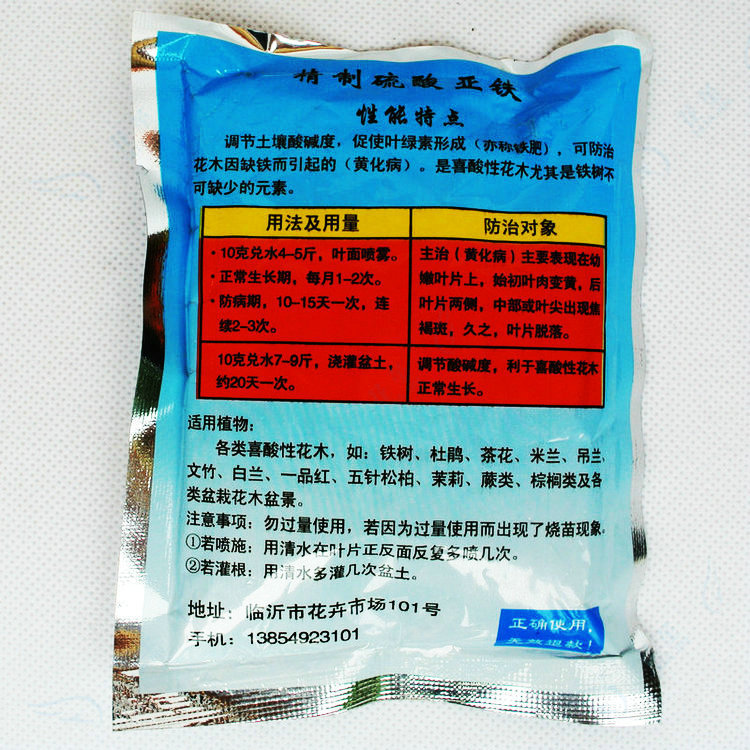 精制硫酸亚铁
性能特点
调节土壤酸碱度，促使叶绿素形成（亦称铁肥），可防治
花木因缺铁而引起的（黄化病）。是喜酸性花木尤其是铁树不
可缺少的元素。
用法及用量
防治对象
·10克兑水4-5斤，叶面喷雾。
·正常生长期，每月1-2次。
·防病期，10-15天一次，连
续2-3次。
主治（黄化病）主要表现在幼
嫩叶片上，始初叶肉变黄，后
叶片两侧，中部或叶尖出现焦
褐斑，久之，叶片脱落。
10克兑水7-9斤，浇灌盆土，
约20天一次。
调节酸碱度，利于喜酸性花木
正常生长。
适用植物：
各类喜酸性花木，如：铁树、杜鹃、茶花、米兰、吊兰、
文竹、白兰、一品红、五针松柏、茉莉、蕨类、棕榈类及各
类盆栽花木盆景。
注意事项：勿过量使用，若因为过量使用而出现了烧苗现象。
①若喷施：用清水在叶片正反面反复多喷几次。
②若灌根：用清水多灌几次盆土。
地址：临沂市花卉市场101号
手机：13854923101
正确使用，
无效退款！